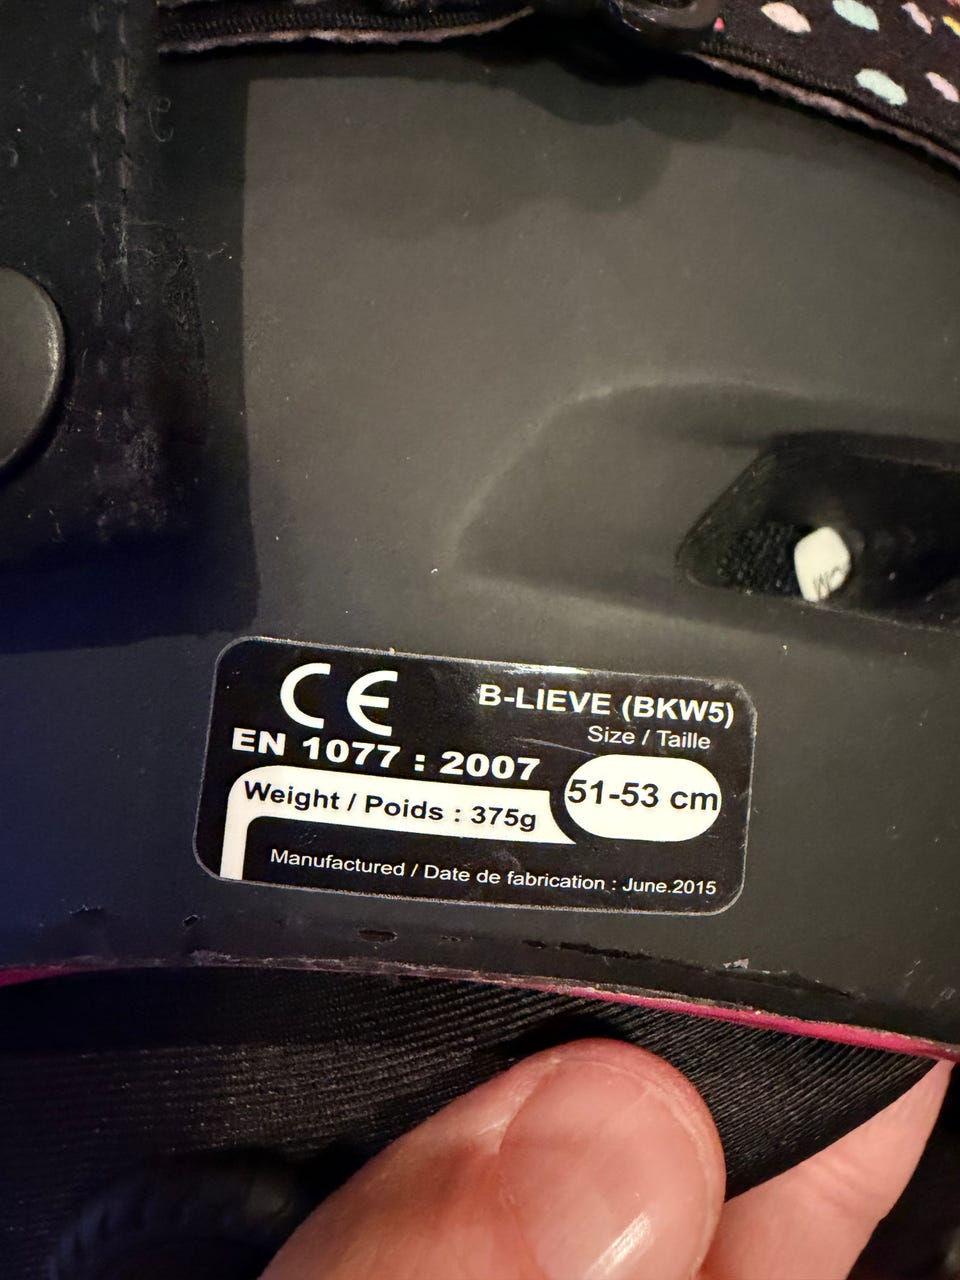 CE
B-LIEVE (BKW5)
Size / Taille
EN 1077 : 2007
51-53 cm
Weight / Poids : 375g
Manufactured / Date de fabrication : June.2015